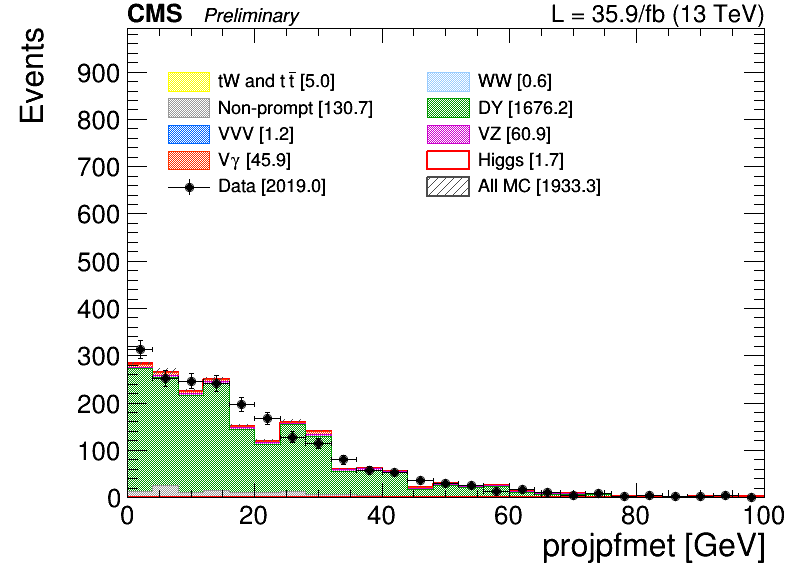 CMS Preliminary L = 35.9/fb (13 TeV)
Events
900
800
700
600
500
400
300
200
100
0
tW and t t̅ [5.0] WW [0.6]
Non-prompt [130.7] DY [1676.2]
VVV [1.2] VZ [60.9]
Vγ [45.9] Higgs [1.7]
Data [2019.0] All MC [1933.3]
0 20 40 60 80 100
projpfmet [GeV]